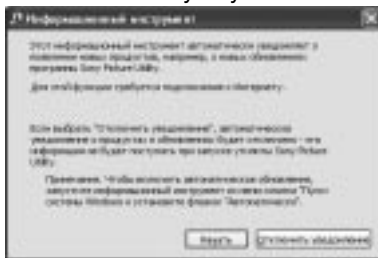 Информационный инструмент
Этот информационный инструмент автоматически уведомляет о
появлении новых продуктов, например, о новых обновлениях
программы Sony Picture Utility.
Для этой функции требуется подключение к Интернету.
Если выбрать "Отключить уведомление", автоматическое
уведомление о продуктах и обновлениях будет отключено - эта
информация не будет поступать при запуске утилиты Sony Picture
Utility.
Примечание. Чтобы включить автоматическое обновление,
запустите информационный инструмент из меню кнопки "Пуск"
системы Windows и установите флажок "Автоматически".
Начать
Отключить уведомление